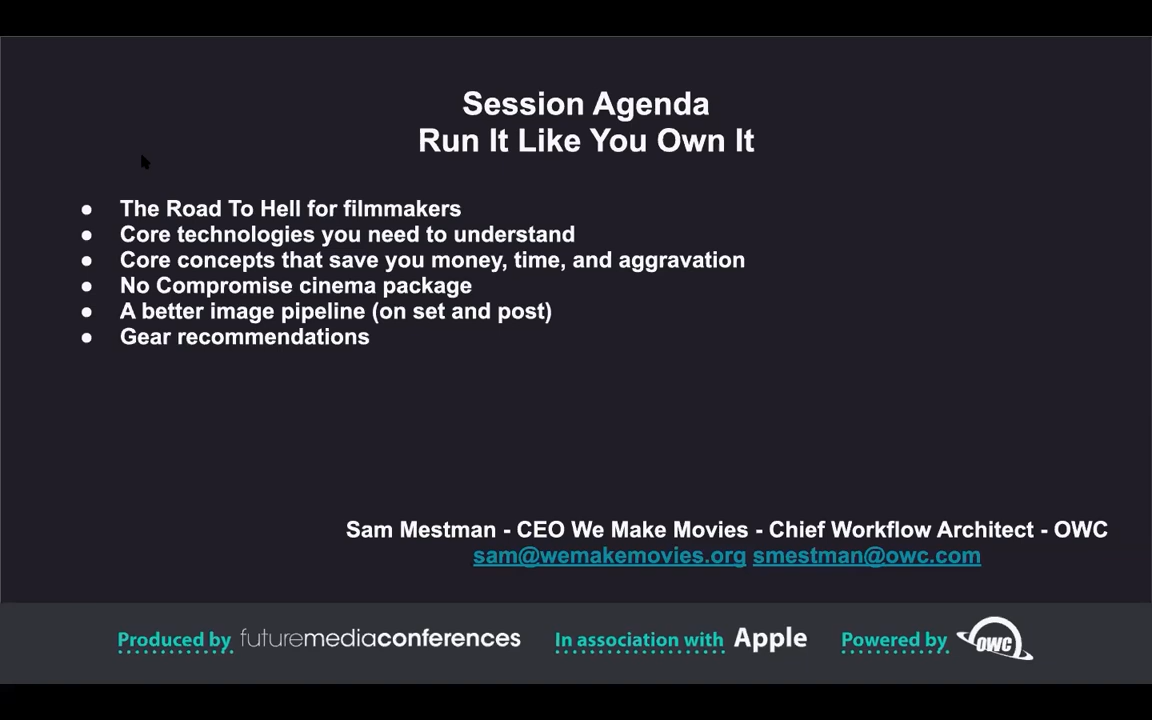 Session Agenda
Run It Like You Own It
● The Road To Hell for filmmakers
● Core technologies you need to understand
● Core concepts that save you money, time, and aggravation
● No Compromise cinema package
● A better image pipeline (on set and post)
● Gear recommendations
Sam Mestman - CEO We Make Movies - Chief Workflow Architect - OWC
sam@wemakemovies.org smestman@owc.com
Produced by futuremediaconferences In association with Apple Powered by OWC